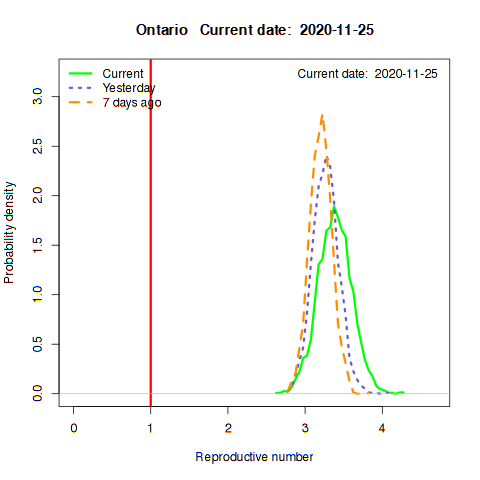 Ontario   Current date:  2020-11-25
Current
Yesterday
7 days ago
Current date:  2020-11-25
Probability density
0.0
0.5
1.0
1.5
2.0
2.5
3.0
0
1
2
3
4
Reproductive number